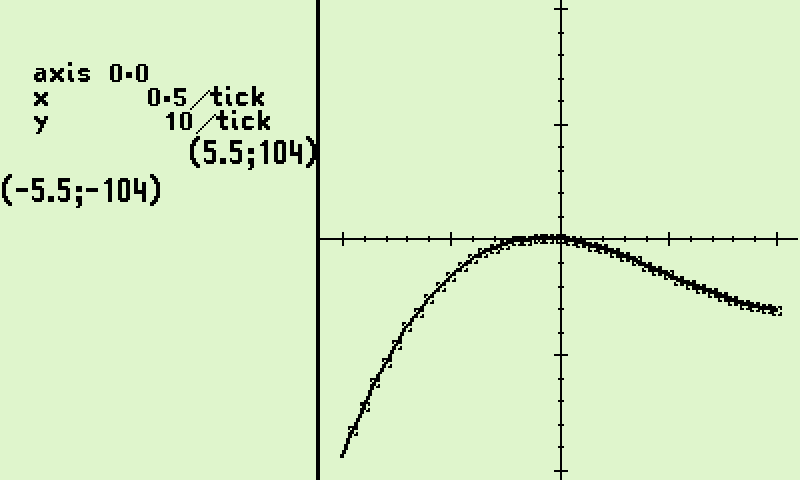 axis 0.0
x 0.5/tick
y 10/tick
(5.5;104)
(-5.5;-104)